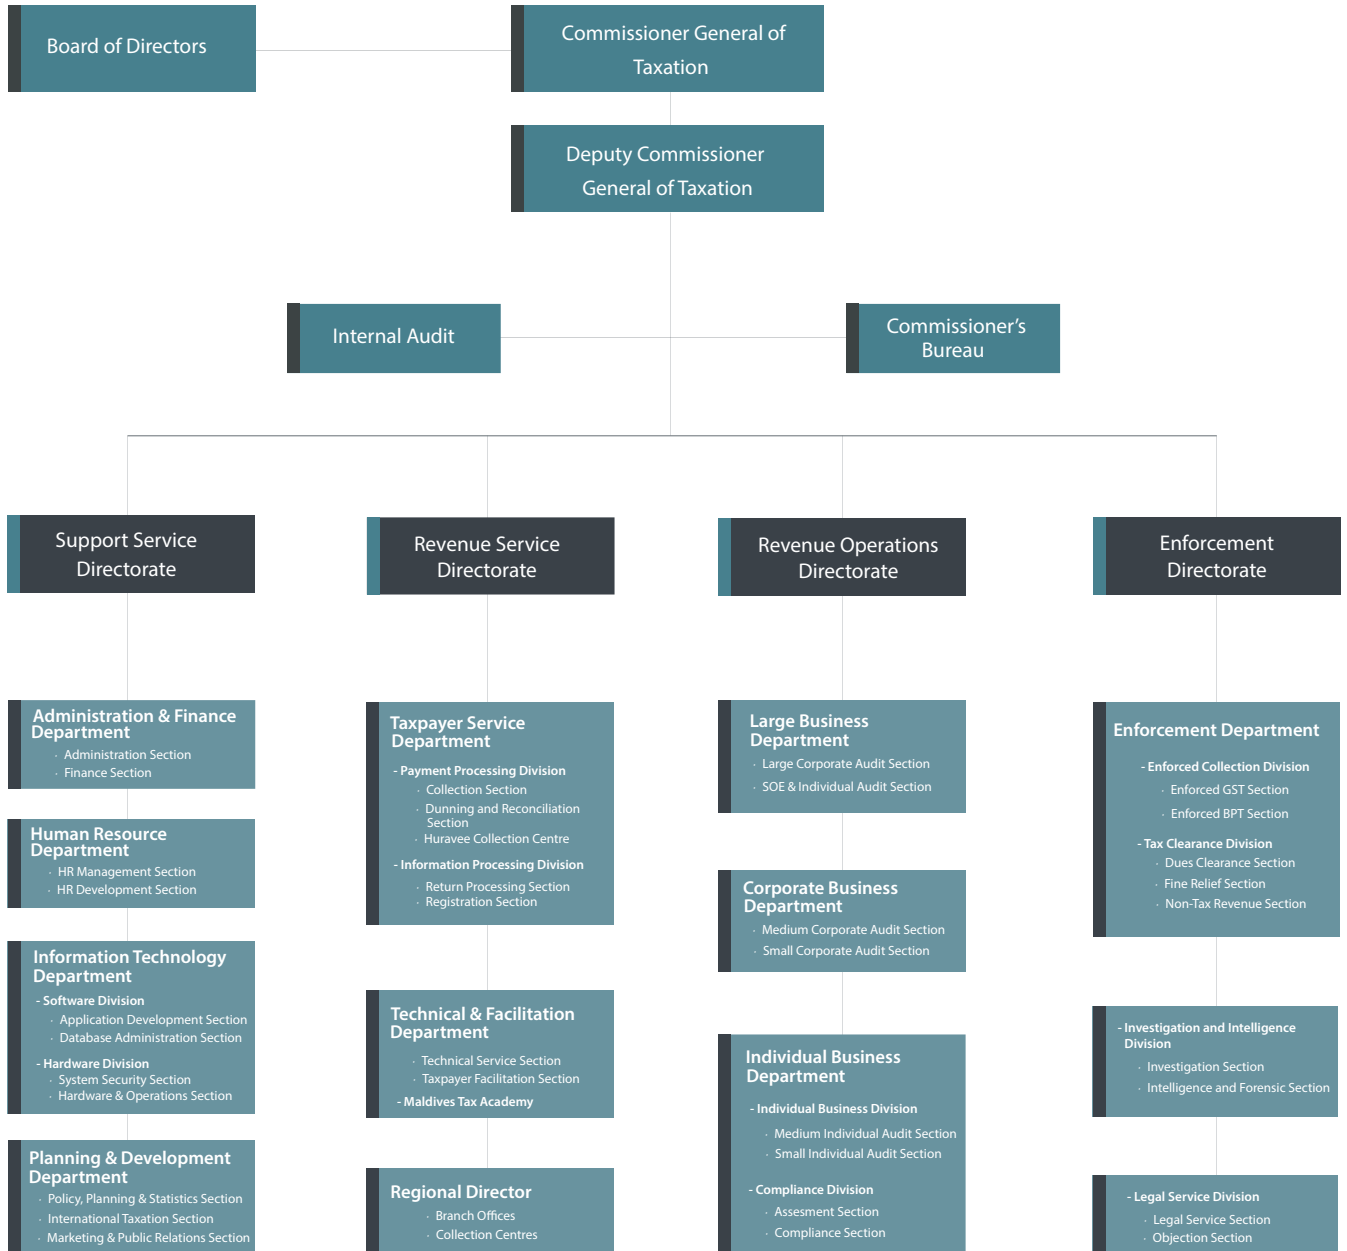 Board of Directors
Commissioner General of
Taxation
Deputy Commissioner
General of Taxation
Internal Audit
Commissioner's
Bureau
Support Service
Directorate
Administration & Finance
Department
· Administration Section
· Finance Section
Human Resource
Department
· HR Management Section
· HR Development Section
Information Technology
Department
- Software Division
· Application Development Section
· Database Administration Section
- Hardware Division
· System Security Section
· Hardware & Operations Section
Planning & Development
Department
· Policy, Planning & Statistics Section
· International Taxation Section
· Marketing & Public Relations Section
Revenue Service
Directorate
Taxpayer Service
Department
- Payment Processing Division
· Collection Section
· Dunning and Reconciliation
Section
· Huravee Collection Centre
- Information Processing Division
· Return Processing Section
· Registration Section
Technical & Facilitation
Department
· Technical Service Section
· Taxpayer Facilitation Section
- Maldives Tax Academy
Regional Director
· Branch Offices
· Collection Centres
Revenue Operations
Directorate
Large Business
Department
· Large Corporate Audit Section
· SOE & Individual Audit Section
Corporate Business
Department
· Medium Corporate Audit Section
· Small Corporate Audit Section
Individual Business
Department
- Individual Business Division
· Medium Individual Audit Section
· Small Individual Audit Section
- Compliance Division
· Assesment Section
· Compliance Section
Enforcement
Directorate
Enforcement Department
- Enforced Collection Division
· Enforced GST Section
· Enforced BPT Section
- Tax Clearance Division
· Dues Clearance Section
· Fine Relief Section
· Non-Tax Revenue Section
- Investigation and Intelligence
Division
· Investigation Section
· Intelligence and Forensic Section
- Legal Service Division
· Legal Service Section
· Objection Section